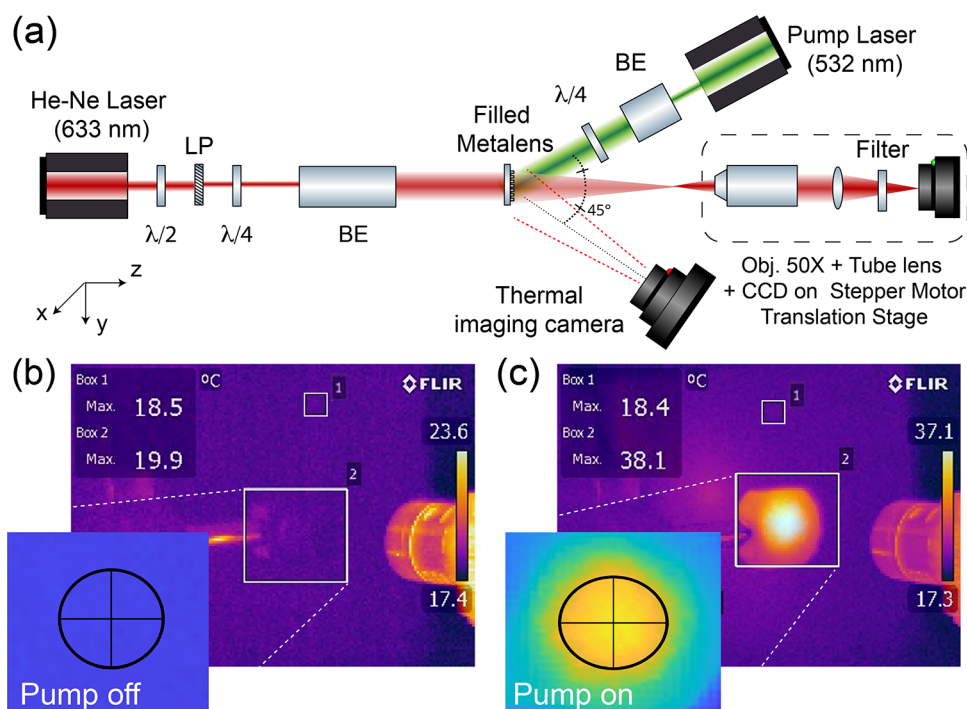 (a)
Pump Laser
(532 nm)
BE
λ/4
He-Ne Laser
(633 nm)
LP
Filled
Metalens
Filter
45°
λ/2
λ/4
BE
z
x
y
Thermal
imaging camera
Obj. 50X + Tube lens
+ CCD on Stepper Motor
Translation Stage
(b)
Box 1
Max. 18.5
Box 2
Max. 19.9
ºC
1
FLIR
23.6
2
17.4
Pump off
(c)
Box 1
Max. 18.4
Box 2
Max. 38.1
ºC
1
FLIR
37.1
2
17.3
Pump on